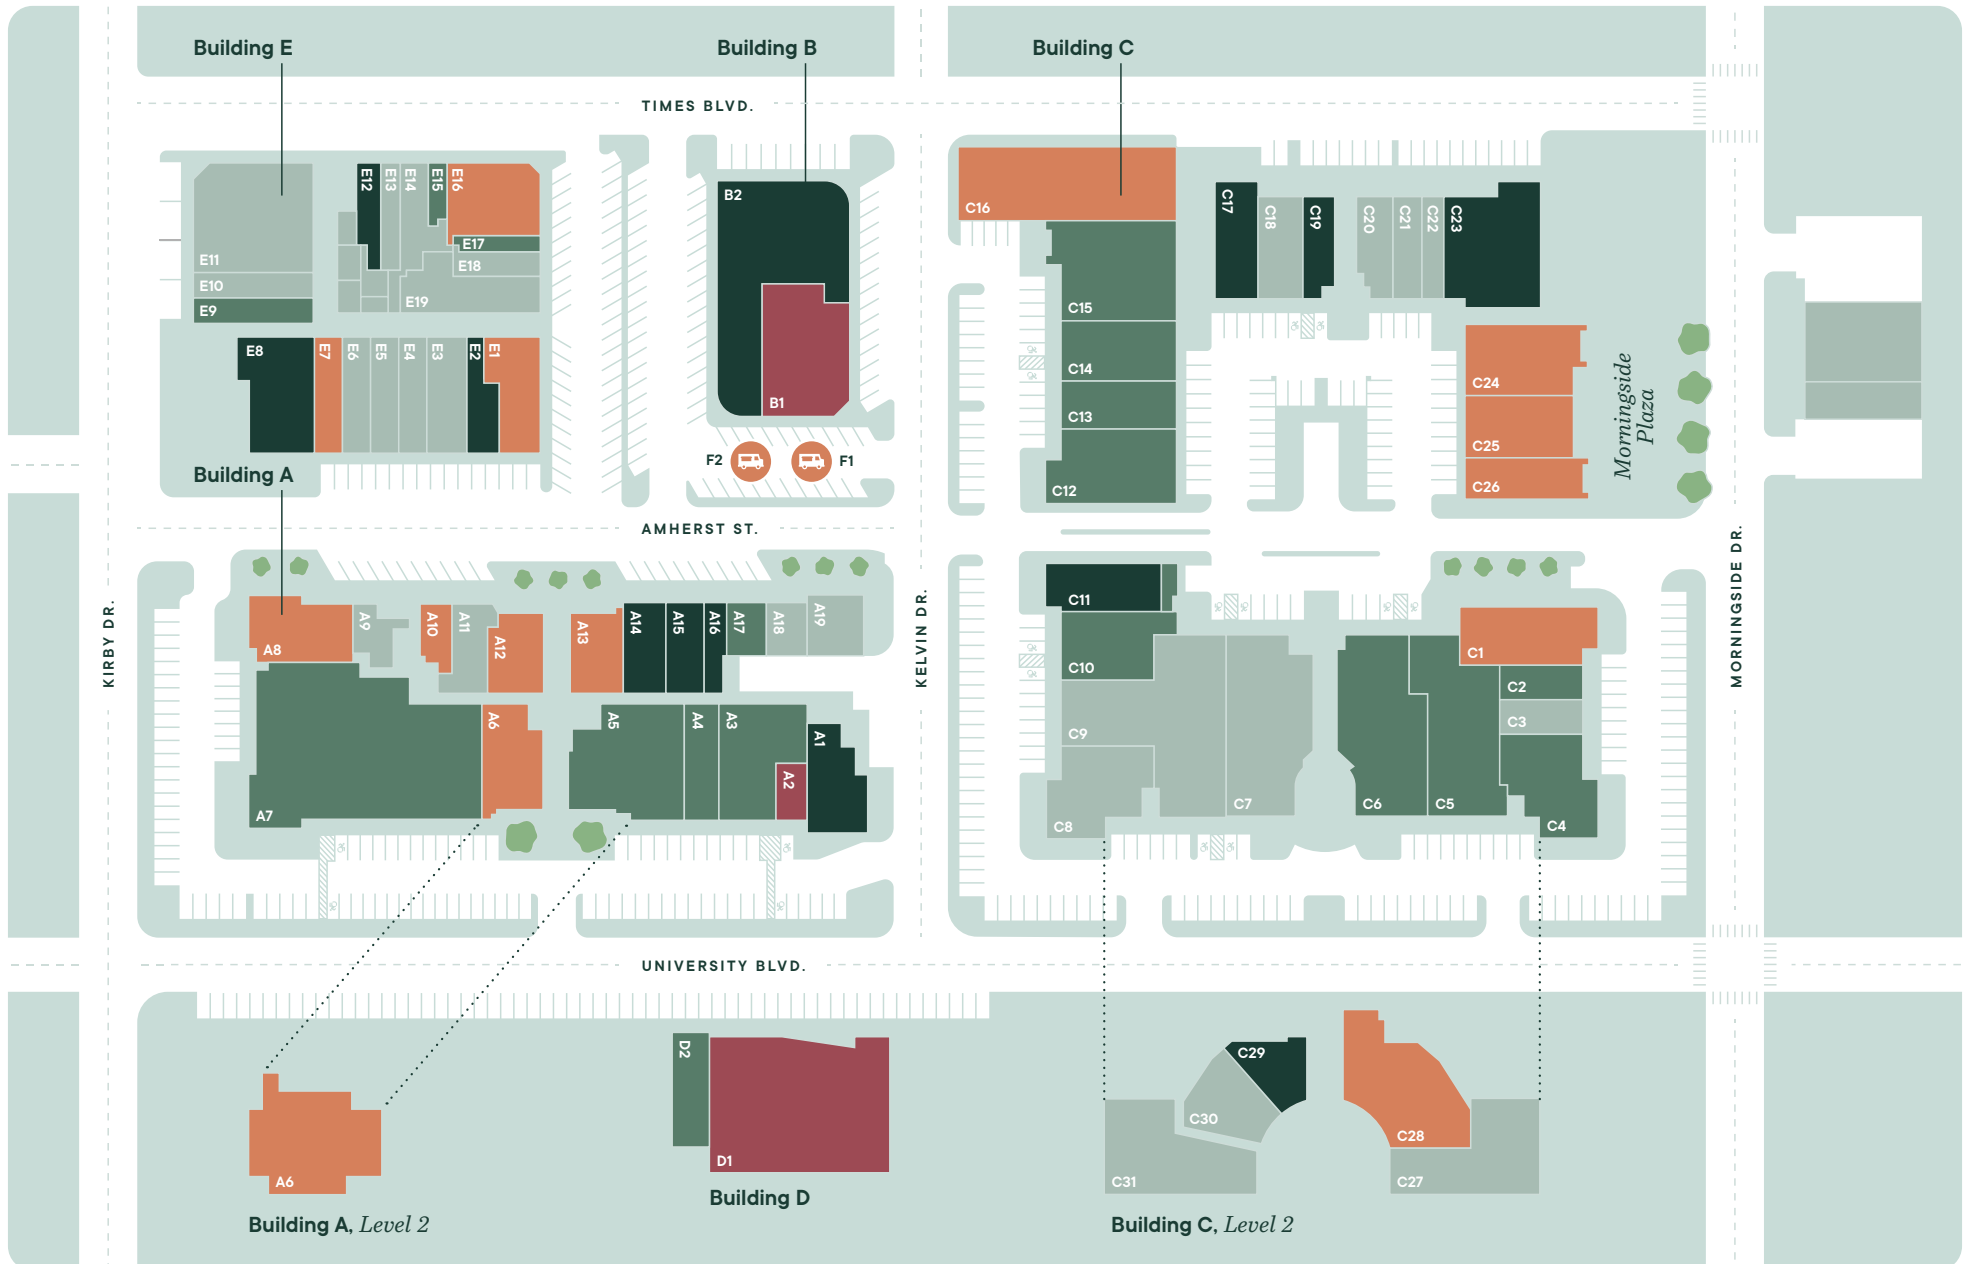 Building E
Building B
Building C
TIMES BLVD.
E12
E13
E14
E15
E16
E17
E18
E19
E11
E10
E9
E8
E7
E6
E5
E4
E3
E2
E1
B2
B1
F2
F1
C16
C15
C14
C13
C12
C17
C18
C19
C20
C21
C22
C23
C24
C25
C26
Morningside
Plaza
Building A
AMHERST ST.
KIRBY DR.
KELVIN DR.
MORNINGSIDE DR.
A8
A9
A10
A11
A12
A13
A14
A15
A16
A17
A18
A19
A7
A6
A5
A4
A3
A2
A1
C11
C10
C9
C8
C7
C6
C5
C4
C3
C2
C1
UNIVERSITY BLVD.
A6
Building A, Level 2
D2
D1
Building D
C29
C30
C31
C28
C27
Building C, Level 2